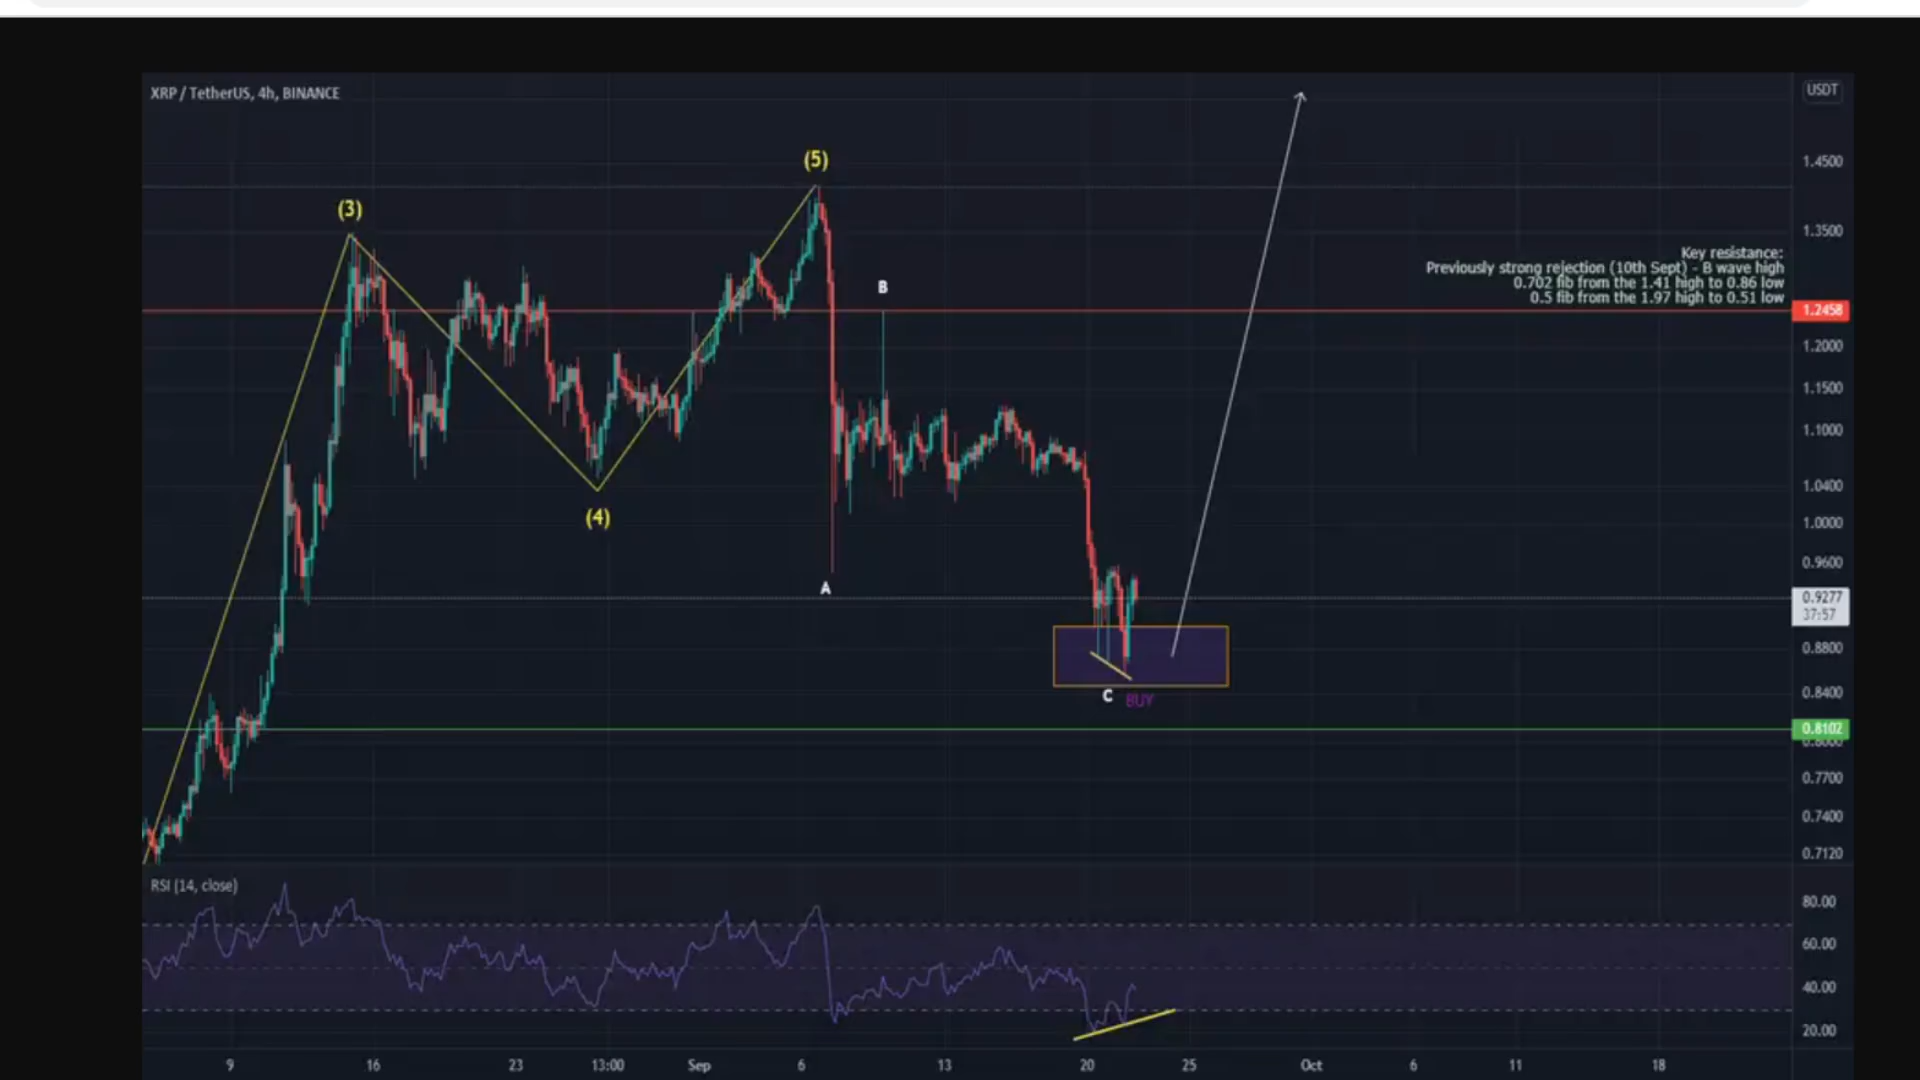 XRP / TetherUS, 4h, BINANCE
USDT
(5)
1.4500
(3)
1.3500
Key resistance:
Previously strong rejection (10th Sept) - B wave high
0.702 fib from the 1.41 high to 0.86 low
0.5 fib from the 1.97 high to 0.51 low
B
1.2458
1.2000
1.1500
1.1000
1.0400
(4)
1.0000
0.9600
A
0.9277
37:57
0.8800
0.8400
C
BUY
0.8102
0.8000
0.7700
0.7400
0.7120
RSI (14, close)
80.00
60.00
40.00
20.00
9 16 23 13:00 Sep 6 13 20 25 Oct 6 11 18